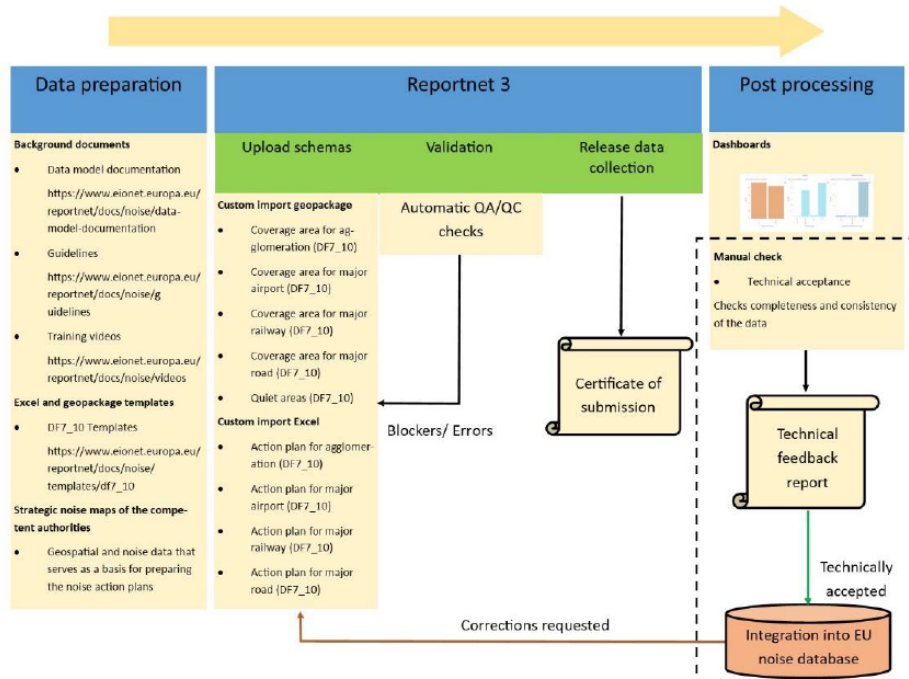 Data preparation
Background documents
• Data model documentation
https://www.eionet.europa.eu/
reportnet/docs/noise/data-
model-documentation
• Guidelines
https://www.eionet.europa.eu/
reportnet/docs/noise/g
uidelines
• Training videos
https://www.eionet.europa.eu/
reportnet/docs/noise/videos
Excel and geopackage templates
• DF7_10 Templates
https://www.eionet.europa.eu/
reportnet/docs/noise/
templates/df7_10
Strategic noise maps of the compe-
tent authorities
• Geospatial and noise data that
serves as a basis for preparing
the noise action plans
Reportnet 3
Upload schemas
Custom import geopackage
• Coverage area for ag-
glomeration (DF7_10)
• Coverage area for major
airport (DF7_10)
• Coverage area for major
railway (DF7_10)
• Coverage area for major
road (DF7_10)
• Quiet areas (DF7_10)
Custom import Excel
• Action plan for agglomer-
ation (DF7_10)
• Action plan for major
airport (DF7_10)
• Action plan for major
railway (DF7_10)
• Action plan for major
road (DF7_10)
Validation
Automatic QA/QC
checks
Blockers/ Errors
Release data
collection
Certificate of
submission
Post processing
Dashboards
Manual check
• Technical acceptance
Checks completeness and consistency
of the data
Technical
feedback
report
Technically
accepted
Integration into EU
noise database
Corrections requested